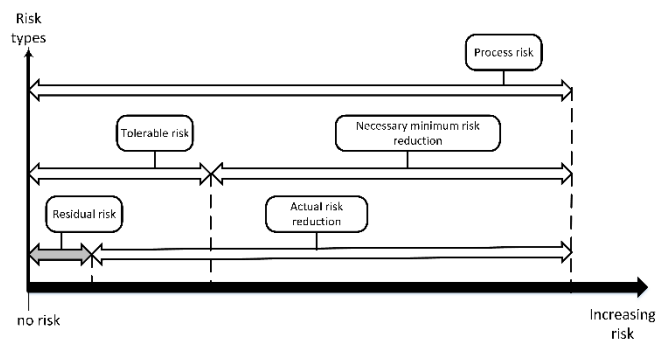 Risk
types
Process risk
Tolerable risk
Necessary minimum risk
reduction
Residual risk
Actual risk
reduction
no risk
Increasing
risk